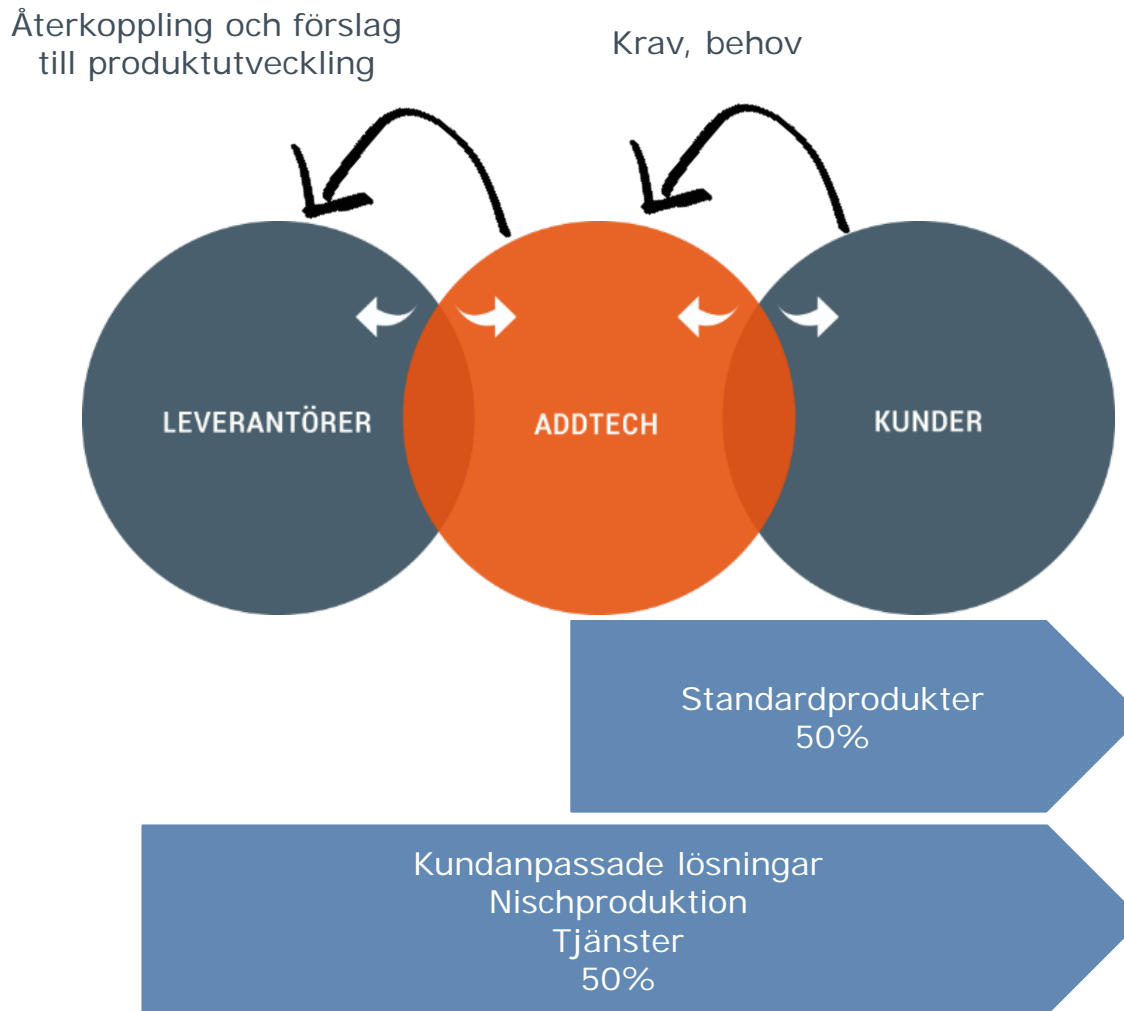 Återkoppling och förslag
till produktutveckling
Krav, behov
LEVERANTÖRER
ADDTECH
KUNDER
Standardprodukter
50%
Kundanpassade lösningar
Nischproduktion
Tjänster
50%